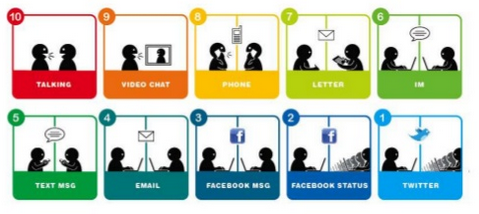 10 9 8 7 6
TALKING VIDEO CHAT PHONE LETTER IM
5 4 3 2 1
TEXT MSG EMAIL FACEBOOK MSG FACEBOOK STATUS TWITTER